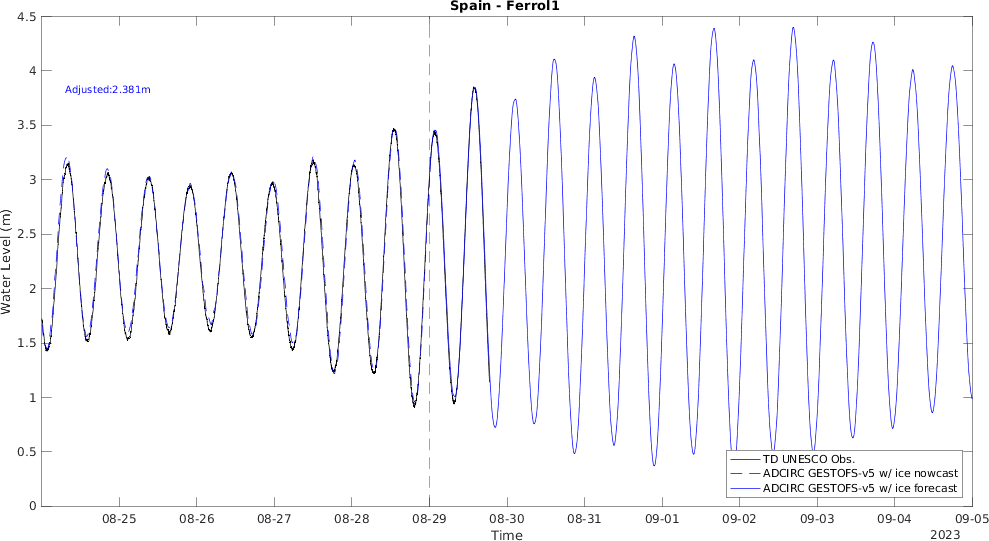 Spain - Ferrol1
4.5
4
3.5
3
2.5
2
1.5
1
0.5
0
Water Level (m)
Adjusted:2.381m
TD UNESCO Obs.
ADCIRC GESTOFS-v5 w/ ice nowcast
ADCIRC GESTOFS-v5 w/ ice forecast
08-25 08-26 08-27 08-28 08-29 08-30 08-31 09-01 09-02 09-03 09-04 09-05
Time
2023